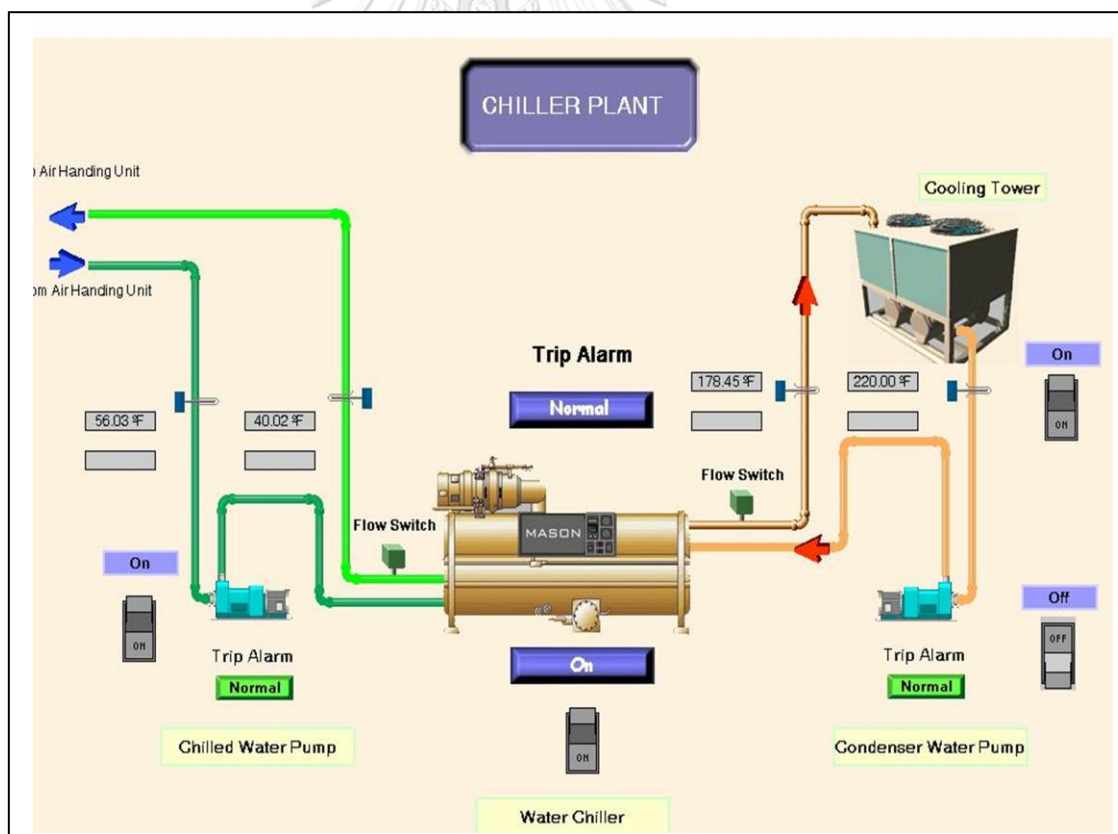 CHILLER PLANT
o Air Handing Unit
Cooling Tower
om Air Handing Unit
Trip Alarm
On
178.45 °F
220.00 °F
Normal
56.03 °F
40.02 °F
ON
Flow Switch
Flow Switch
MASON
On
Off
OFF
ON
Trip Alarm
On
Trip Alarm
Normal
Normal
Chilled Water Pump
ON
Condenser Water Pump
Water Chiller